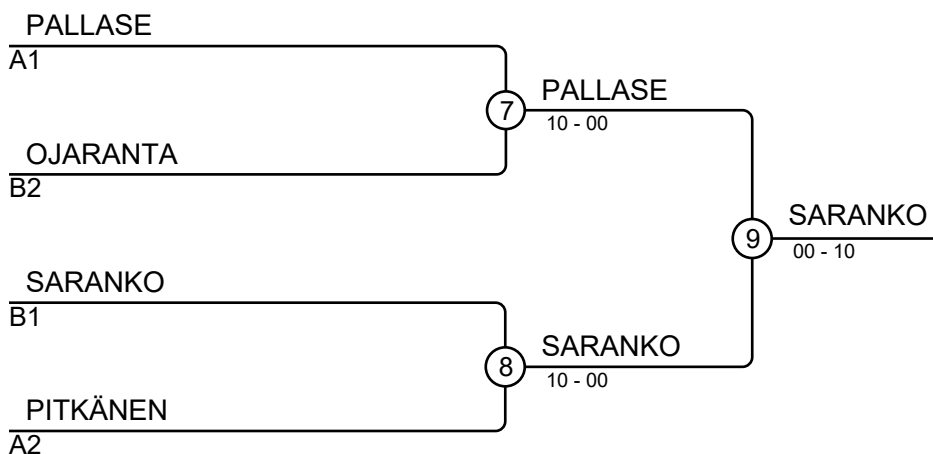 PALLASE
A1
7
PALLASE
10 - 00
OJARANTA
B2
9
SARANKO
00 - 10
SARANKO
B1
8
SARANKO
10 - 00
PITKÄNEN
A2